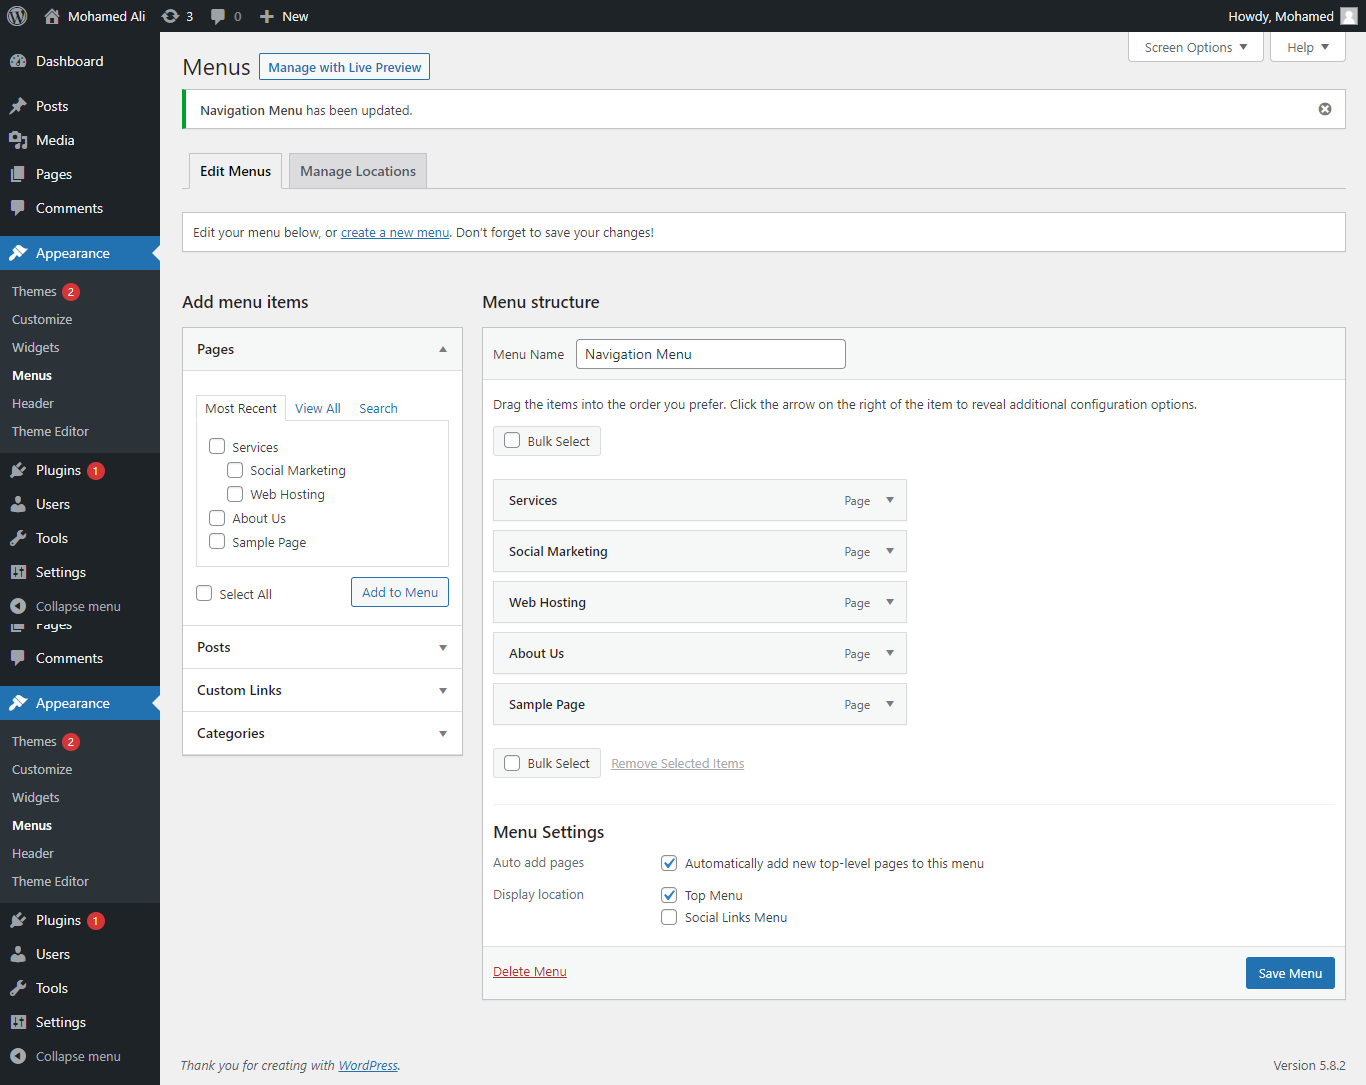 Mohamed Ali 3 0 New Howdy, Mohamed
Dashboard
Posts
Media
Pages
Comments
Appearance
Themes 2
Customize
Widgets
Menus
Header
Theme Editor
Plugins 1
Users
Tools
Settings
Collapse menu
Pages
Comments
Appearance
Themes 2
Customize
Widgets
Menus
Header
Theme Editor
Plugins 1
Users
Tools
Settings
Collapse menu
Screen Options Help
Menus Manage with Live Preview
Navigation Menu has been updated.
Edit Menus Manage Locations
Edit your menu below, or create a new menu. Don't forget to save your changes!
Add menu items
Pages
Most Recent View All Search
Services
Social Marketing
Web Hosting
About Us
Sample Page
Select All Add to Menu
Posts
Custom Links
Categories
Menu structure
Menu Name Navigation Menu
Drag the items into the order you prefer. Click the arrow on the right of the item to reveal additional configuration options.
Bulk Select
Services Page
Social Marketing Page
Web Hosting Page
About Us Page
Sample Page Page
Bulk Select Remove Selected Items
Menu Settings
Auto add pages Automatically add new top-level pages to this menu
Display location Top Menu
Social Links Menu
Delete Menu Save Menu
Thank you for creating with WordPress. Version 5.8.2